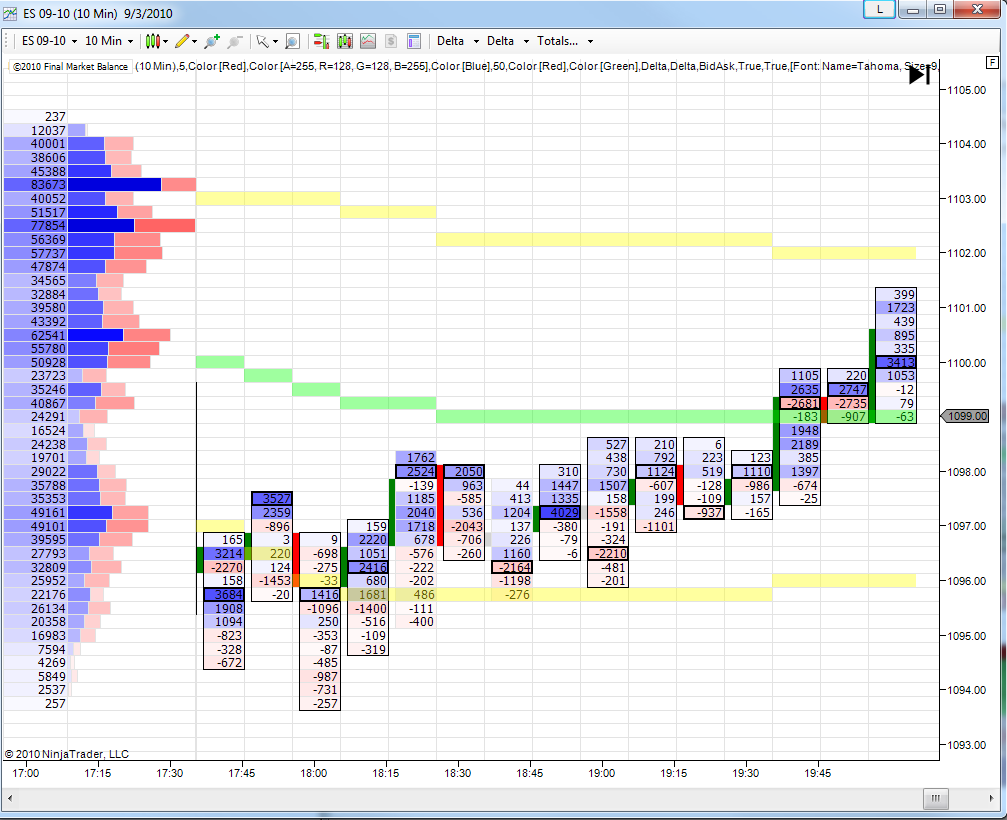 ES 09-10 (10 Min)  9/3/2010
L
ES 09-10 10 Min Delta Delta Totals...
©2010 Final Market Balance (10 Min),5,Color [Red],Color [A=255, R=128, G=128, B=255],Color [Blue],50,Color [Red],Color [Green],Delta,Delta,BidAsk,True,True,[Font: Name=Tahoma, Size=9,
F
1105.00
237
12037
40001 1104.00
38606
45388
83673
40052 1103.00
51517
77854
56369
57737 1102.00
47874
34565
32884 399
39580 1723 1101.00
43392 439
62541 895
55780 335
50928 3413 1100.00
23723 1105 220 1053
35246 2635 2747 -12
40867 -2681 -2735 79
24291 -183 -907 -63 1099.00
16524 1948
24238 527 210 6 2189
19701 1762 438 792 223 123 385
29022 2524 2050 310 730 1124 519 1110 1397 1098.00
35788 -139 963 44 1447 1507 -607 -128 -986 -674
35353 3527 1185 -585 413 1335 158 199 -109 157 -25
49161 2359 2040 536 1204 4029 -1558 246 -937 -165
49101 -896 159 1718 -2043 137 -380 -191 -1101 1097.00
39595 165 3 9 2220 678 -706 226 -79 -324
27793 3214 220 -698 1051 -576 -260 1160 -6 -2210
32809 -2270 124 -275 2416 -222 -2164 -481
25952 158 -1453 -33 680 -202 -1198 -201 1096.00
22176 3684 -20 1416 1681 486 -276
26134 1908 -1096 -1400 -111
20358 1094 250 -516 -400
16983 -823 -353 -109 1095.00
7594 -328 -87 -319
4269 -672 -485
5849 -987
2537 -731 1094.00
257 -257
1093.00
© 2010 NinjaTrader, LLC
17:00 17:15 17:30 17:45 18:00 18:15 18:30 18:45 19:00 19:15 19:30 19:45